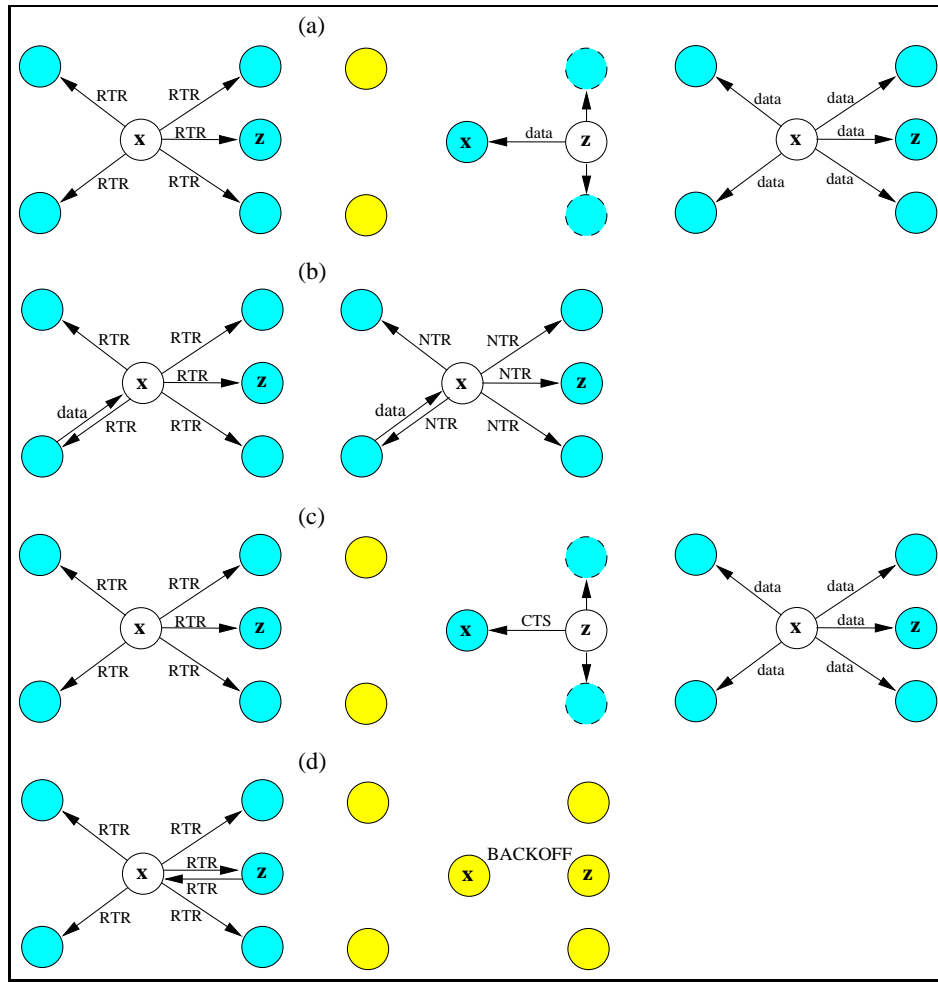 (a)
RTR RTR data data
x RTR z x data z x data z
RTR RTR data data
(b)
RTR RTR NTR NTR
x RTR z x NTR z
data RTR RTR data NTR NTR
(c)
RTR RTR data data
x RTR z x CTS z x data z
RTR RTR data data
(d)
RTR RTR
BACKOFF
x RTR z x z
RTR
RTR RTR